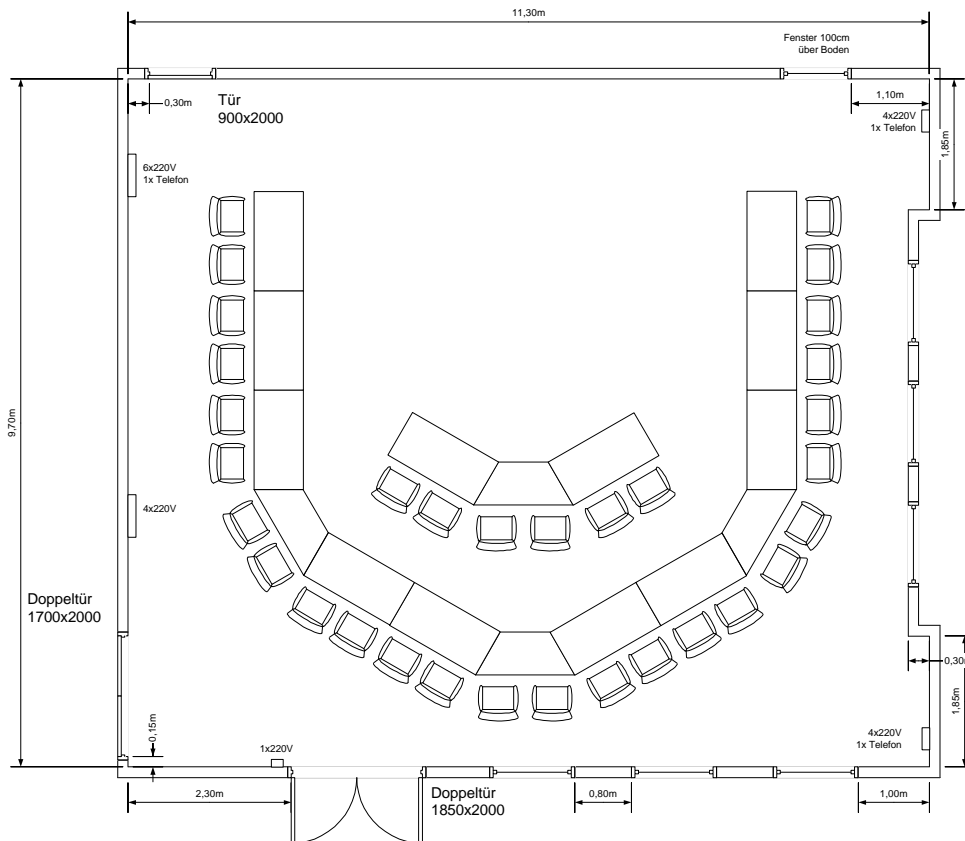 11,30m
Fenster 100cm
über Boden
0,30m
Tür
900x2000
1,10m
4x220V
1x Telefon
1,85m
6x220V
1x Telefon
9,70m
4x220V
Doppeltür
1700x2000
0,30m
1,85m
0,15m
1x220V
4x220V
1x Telefon
2,30m
Doppeltür
1850x2000
0,80m
1,00m